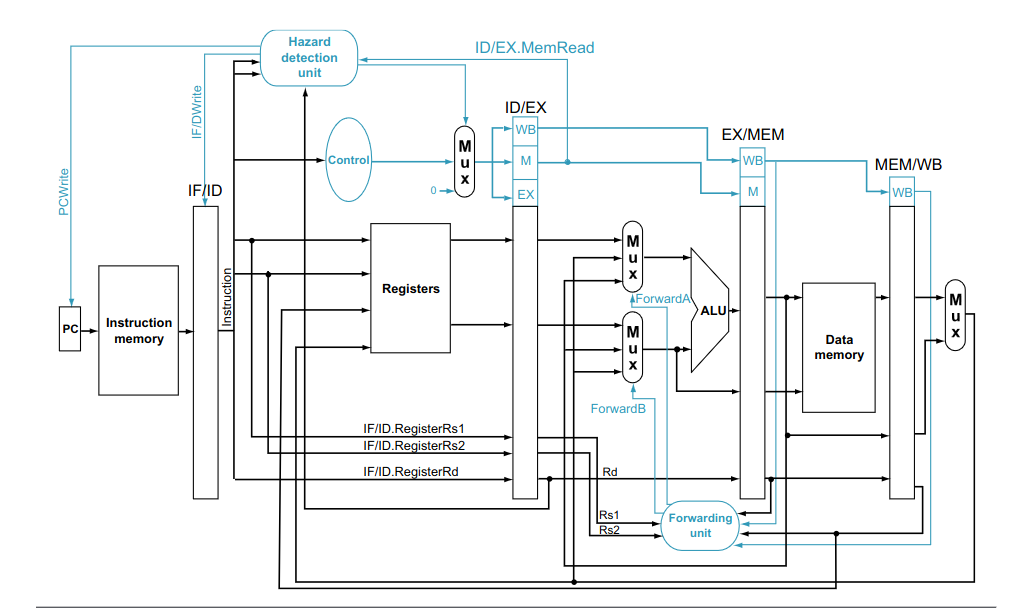 Hazard
detection
unit
ID/EX.MemRead
ID/EX
IF/DWrite
PCWrite
IF/ID
Control
0
M
u
x
WB
M
EX
EX/MEM
WB
M
MEM/WB
WB
PC
Instruction
memory
Instruction
Registers
M
u
x
ForwardA
M
u
x
ForwardB
ALU
Data
memory
M
u
x
IF/ID.RegisterRs1
IF/ID.RegisterRs2
IF/ID.RegisterRd
Rd
Rs1
Rs2
Forwarding
unit